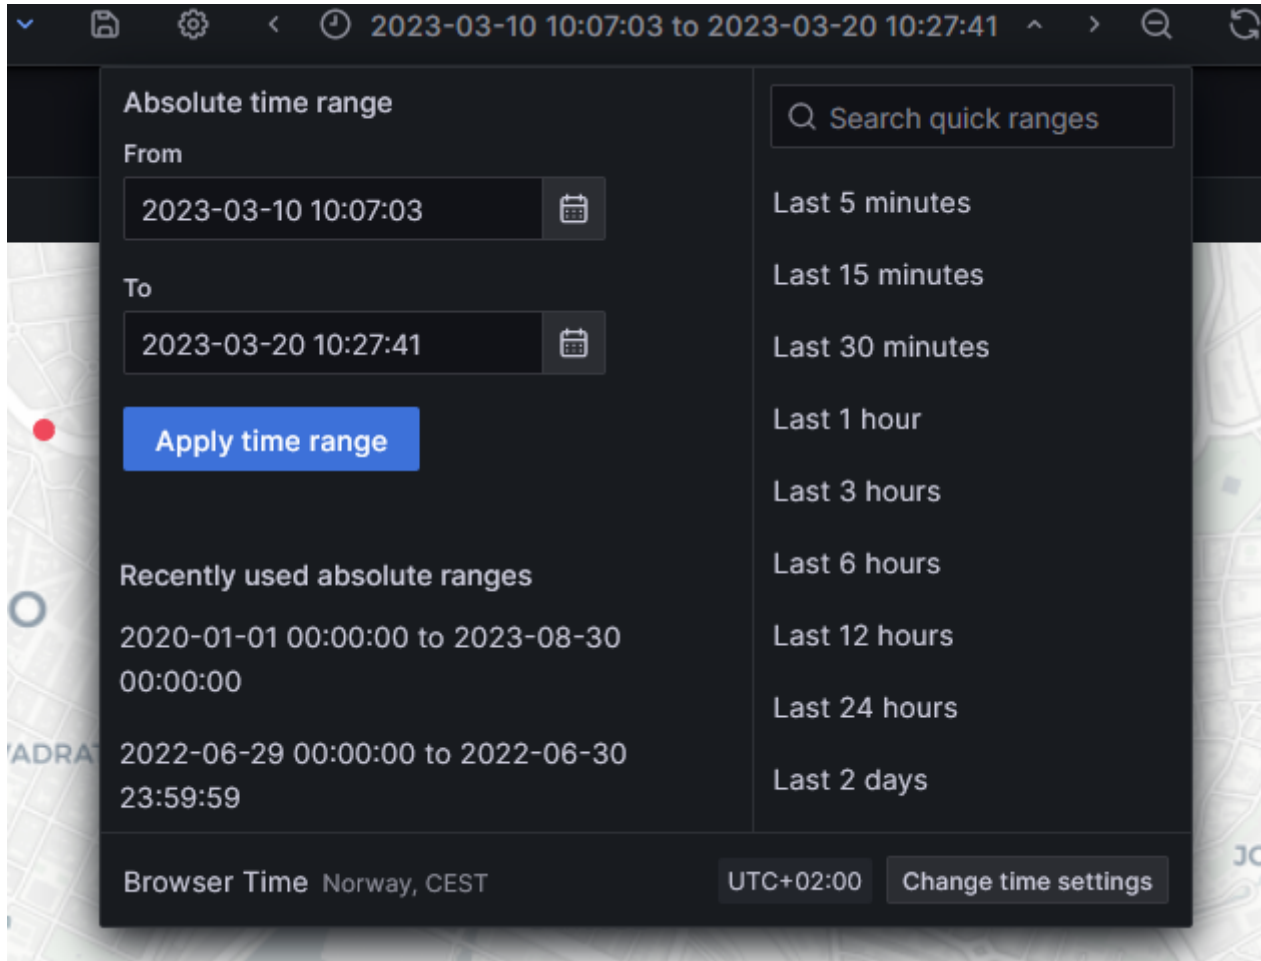 2023-03-10 10:07:03 to 2023-03-20 10:27:41
Absolute time range
From
2023-03-10 10:07:03
To
2023-03-20 10:27:41
Apply time range
Recently used absolute ranges
2020-01-01 00:00:00 to 2023-08-30
00:00:00
2022-06-29 00:00:00 to 2022-06-30
23:59:59
Search quick ranges
Last 5 minutes
Last 15 minutes
Last 30 minutes
Last 1 hour
Last 3 hours
Last 6 hours
Last 12 hours
Last 24 hours
Last 2 days
Browser Time Norway, CEST
UTC+02:00
Change time settings